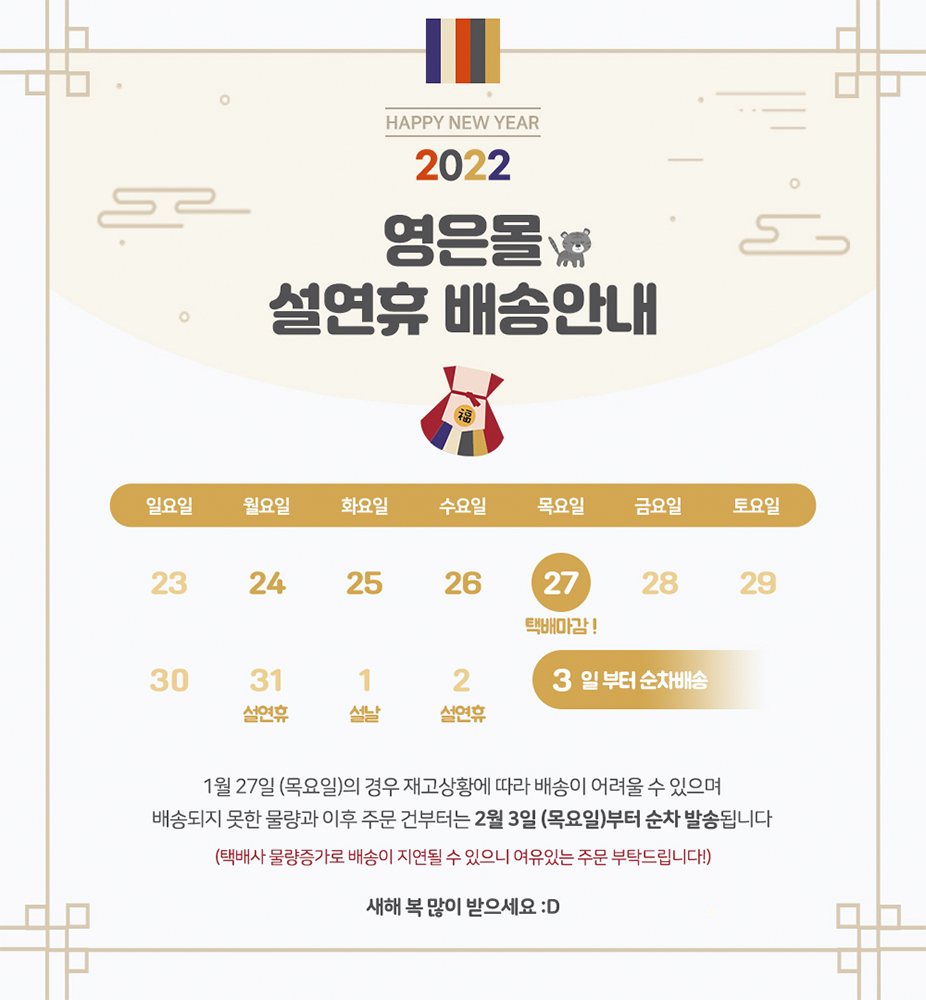 HAPPY NEW YEAR
2022
영은몰
설연휴 배송안내
福
일요일 월요일 화요일 수요일 목요일 금요일 토요일
23 24 25 26 27 28 29
택배마감 !
30 31 1 2 3 일 부터 순차배송
설연휴 설날 설연휴
1월 27일 (목요일)의 경우 재고상황에 따라 배송이 어려울 수 있으며
배송되지 못한 물량과 이후 주문 건부터는 2월 3일 (목요일)부터 순차 발송됩니다
(택배사 물량증가로 배송이 지연될 수 있으니 여유있는 주문 부탁드립니다!)
새해 복 많이 받으세요 :D